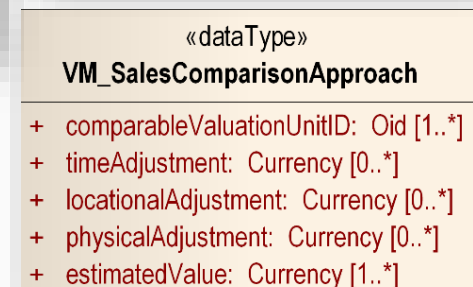 «dataType»
VM_SalesComparisonApproach
+ comparableValuationUnitID: Oid [1..*]
+ timeAdjustment: Currency [0..*]
+ locationalAdjustment: Currency [0..*]
+ physicalAdjustment: Currency [0..*]
+ estimatedValue: Currency [1..*]